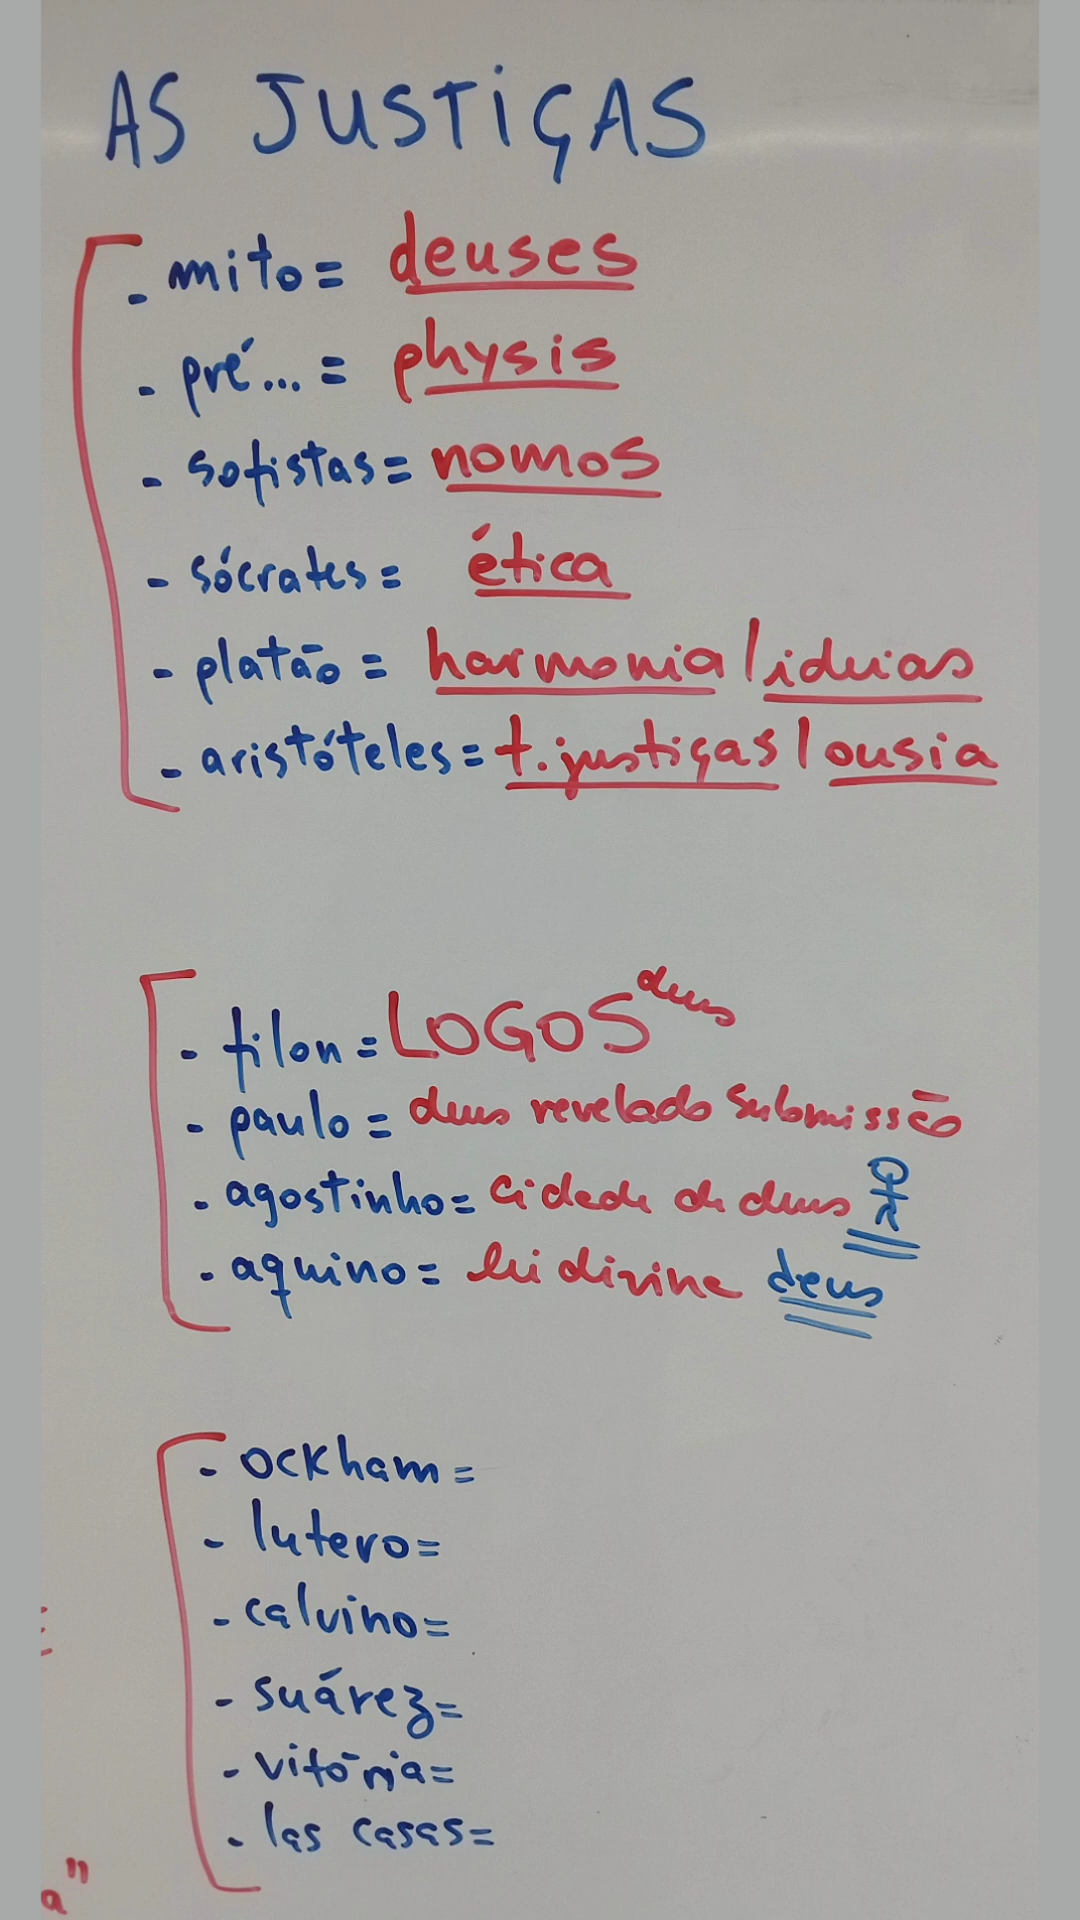 AS JUSTIÇAS
- mito = deuses
- pré... = physis
- sofistas = nomos
- sócrates = ética
- platão = harmonia / ideias
- aristóteles = t. justiças / ousia
- filon = LOGOS deus
- paulo = deus revelado submissão
- agostinho = cidade de deus
- aquino = lei divina deus
- ockham =
- lutero =
- calvino =
- suárez =
- vitória =
- las casas =
a"